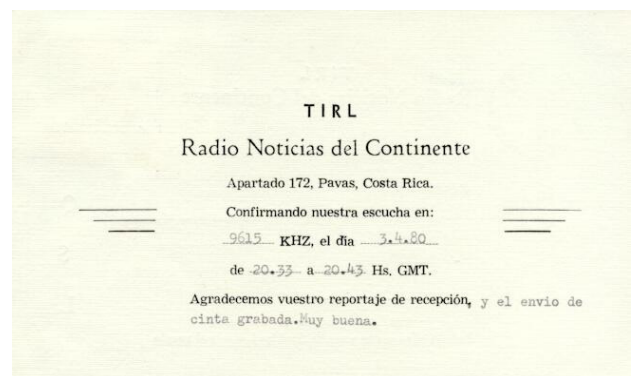 TIRL
Radio Noticias del Continente
Apartado 172, Pavas, Costa Rica.
Confirmando nuestra escucha en:
9615 KHZ, el día 3.4.80
de 20.33 a 20.43 Hs. GMT.
Agradecemos vuestro reportaje de recepción, y el envio de
cinta grabada.Muy buena.